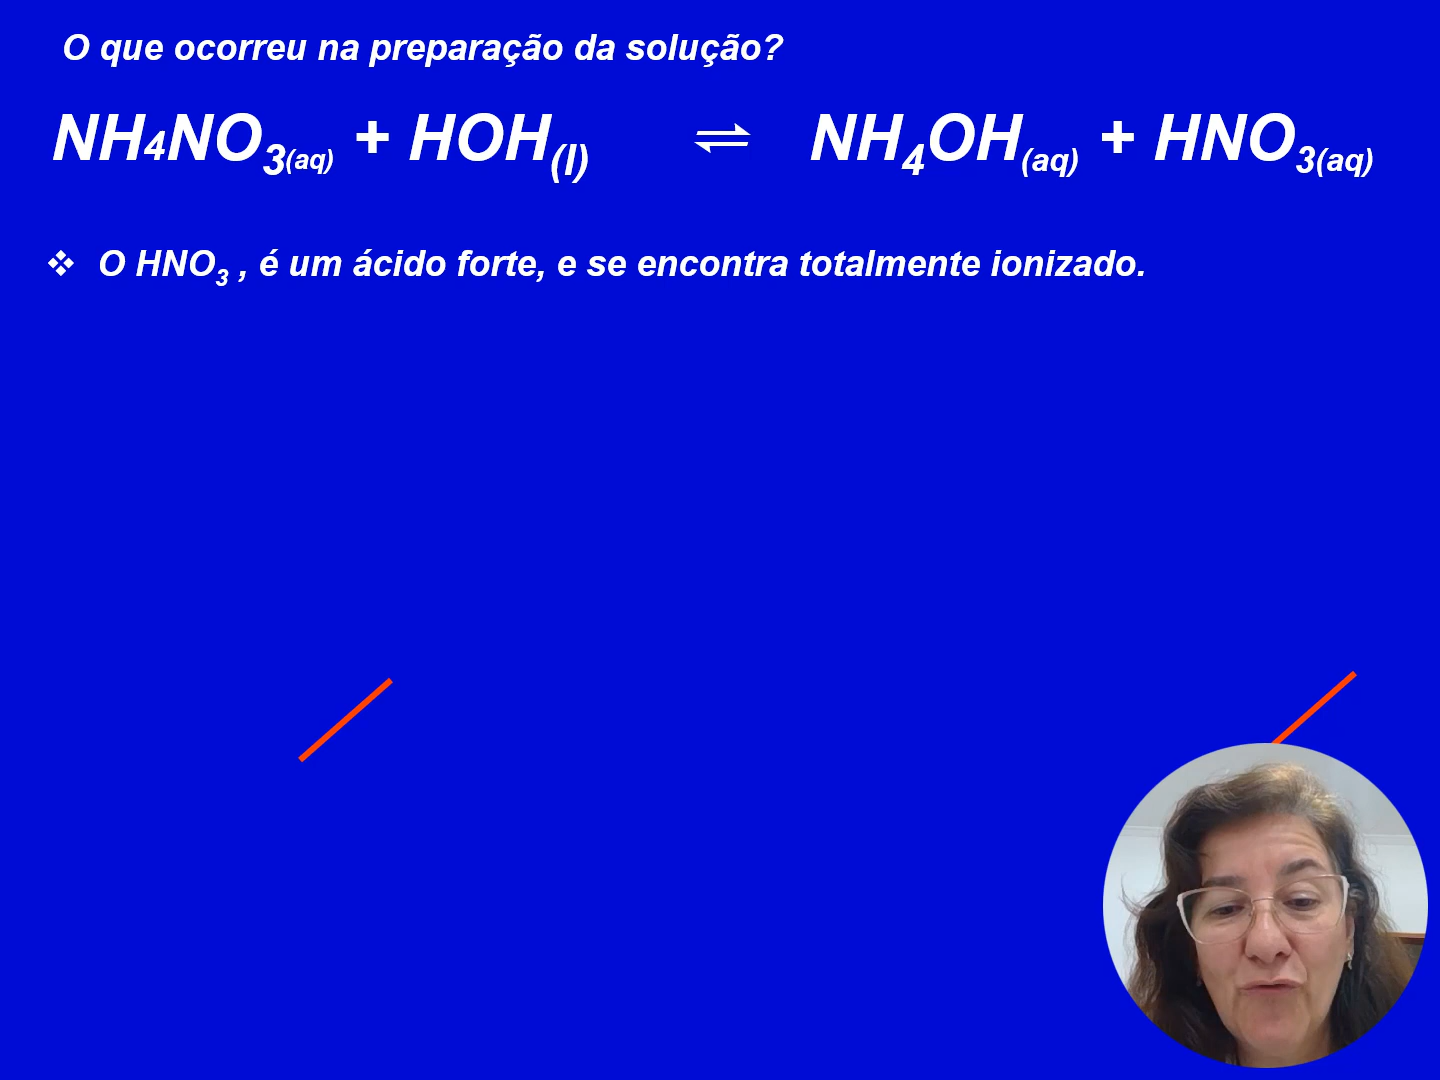 O que ocorreu na preparação da solução?
NH4NO3(aq) + HOH(l) ⇌ NH4OH(aq) + HNO3(aq)
❖ O HNO3 , é um ácido forte, e se encontra totalmente ionizado.